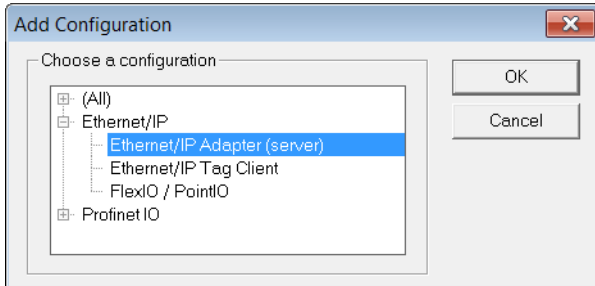 Add Configuration
Choose a configuration
OK
(All)
Ethernet/IP
Cancel
Ethernet/IP Adapter (server)
Ethernet/IP Tag Client
FlexIO / PointIO
Profinet IO